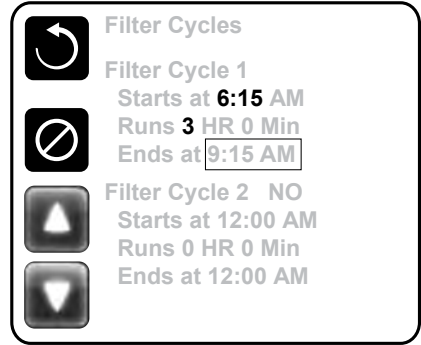 Filter Cycles
Filter Cycle 1
Starts at 6:15 AM
Runs 3 HR 0 Min
Ends at 9:15 AM
Filter Cycle 2 NO
Starts at 12:00 AM
Runs 0 HR 0 Min
Ends at 12:00 AM